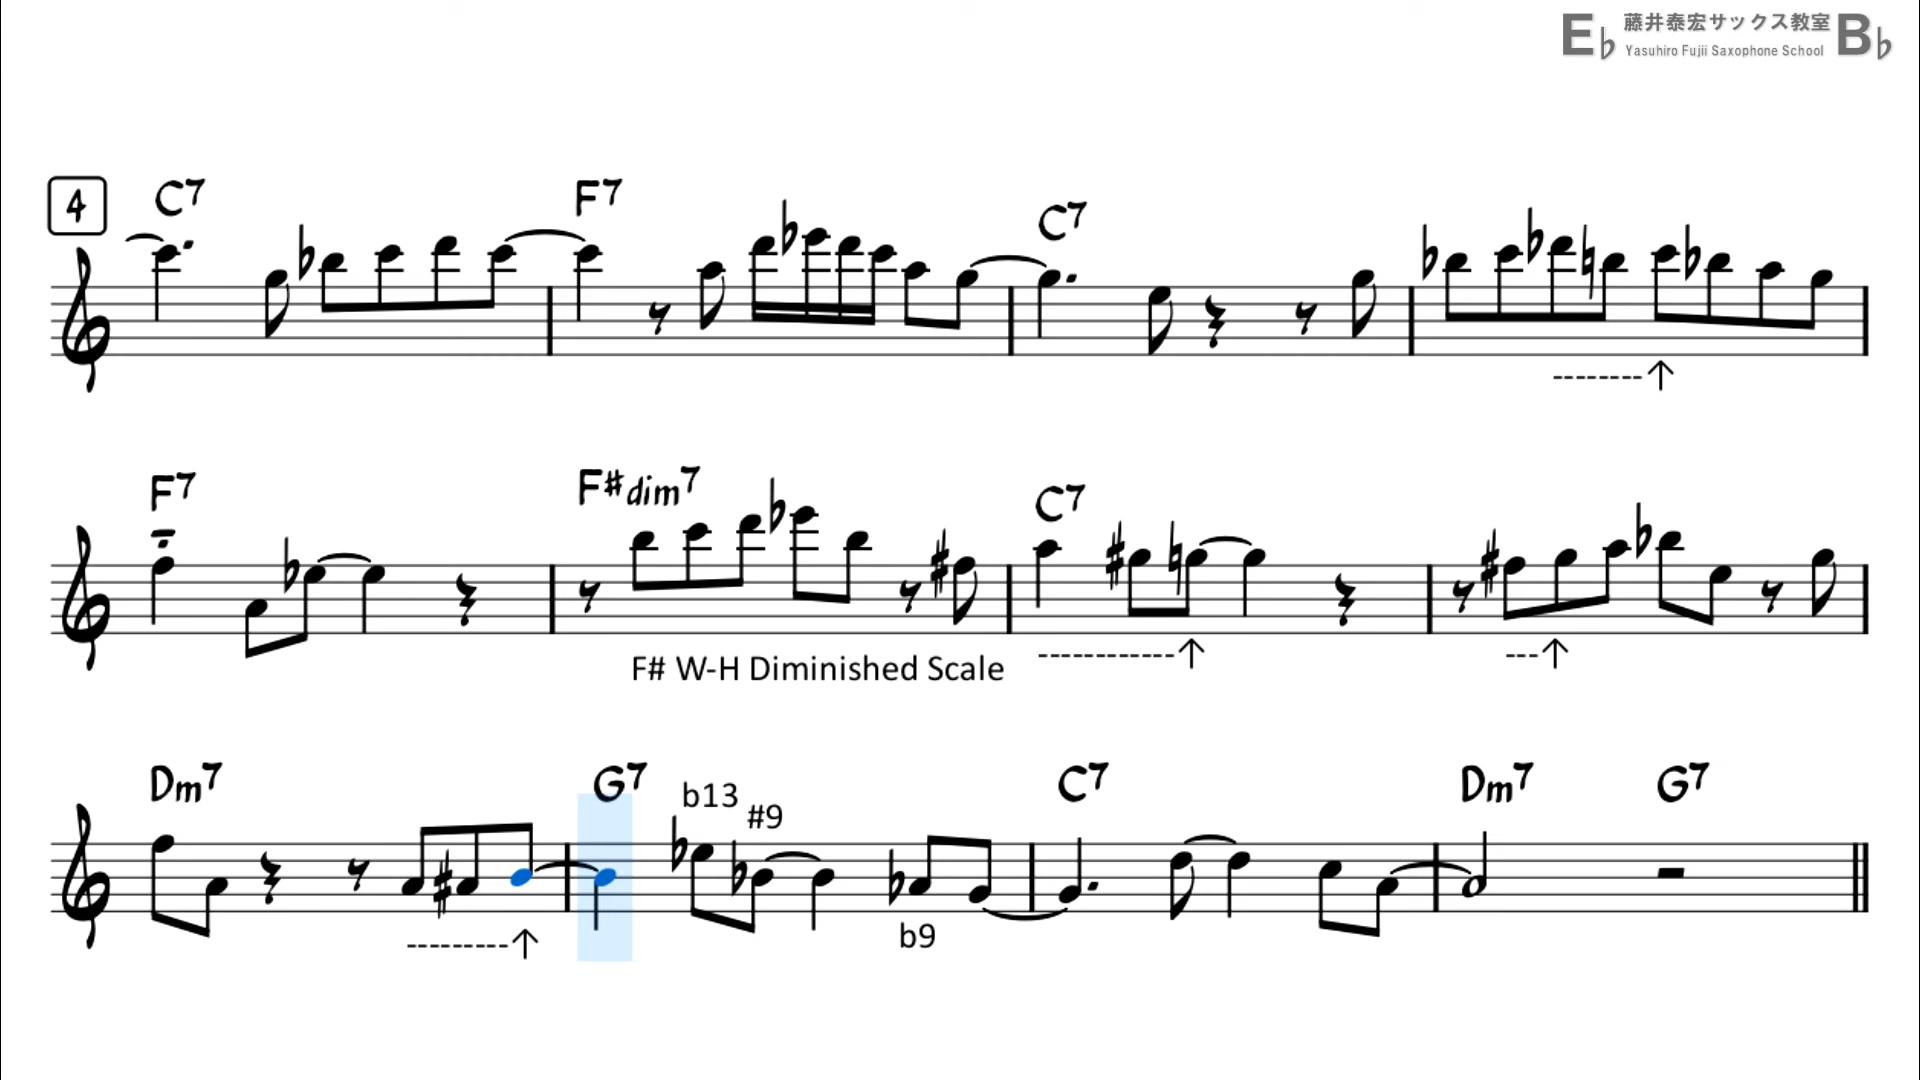 E♭ 藤井泰宏サックス教室 B♭
Yasuhiro Fujii Saxophone School
4 C7 F7 C7
F7 F#dim7 C7
F# W-H Diminished Scale
Dm7 G7 b13 #9 C7 Dm7 G7
b9